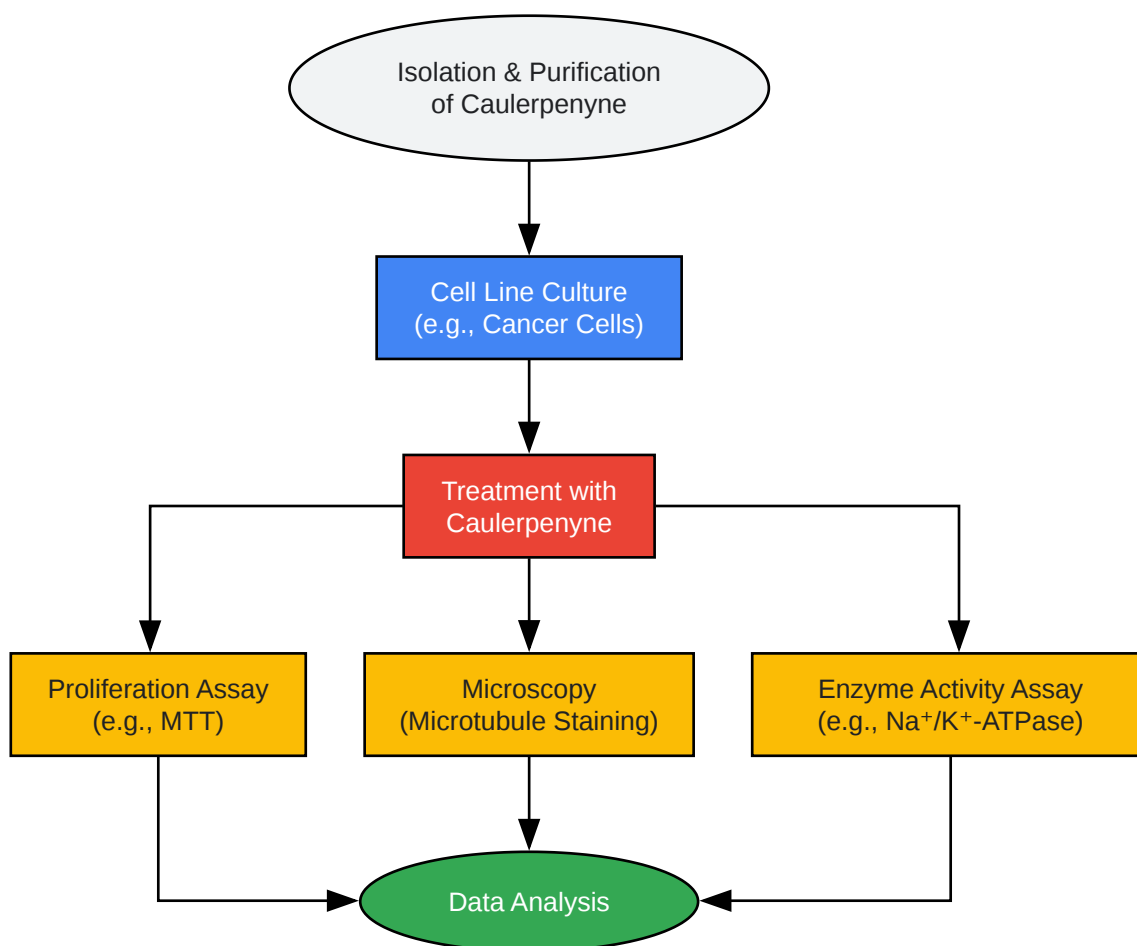 Isolation & Purification
of Caulerpenyne
Cell Line Culture
(e.g., Cancer Cells)
Treatment with
Caulerpenyne
Proliferation Assay
(e.g., MTT)
Microscopy
(Microtubule Staining)
Enzyme Activity Assay
(e.g., Na⁺/K⁺-ATPase)
Data Analysis